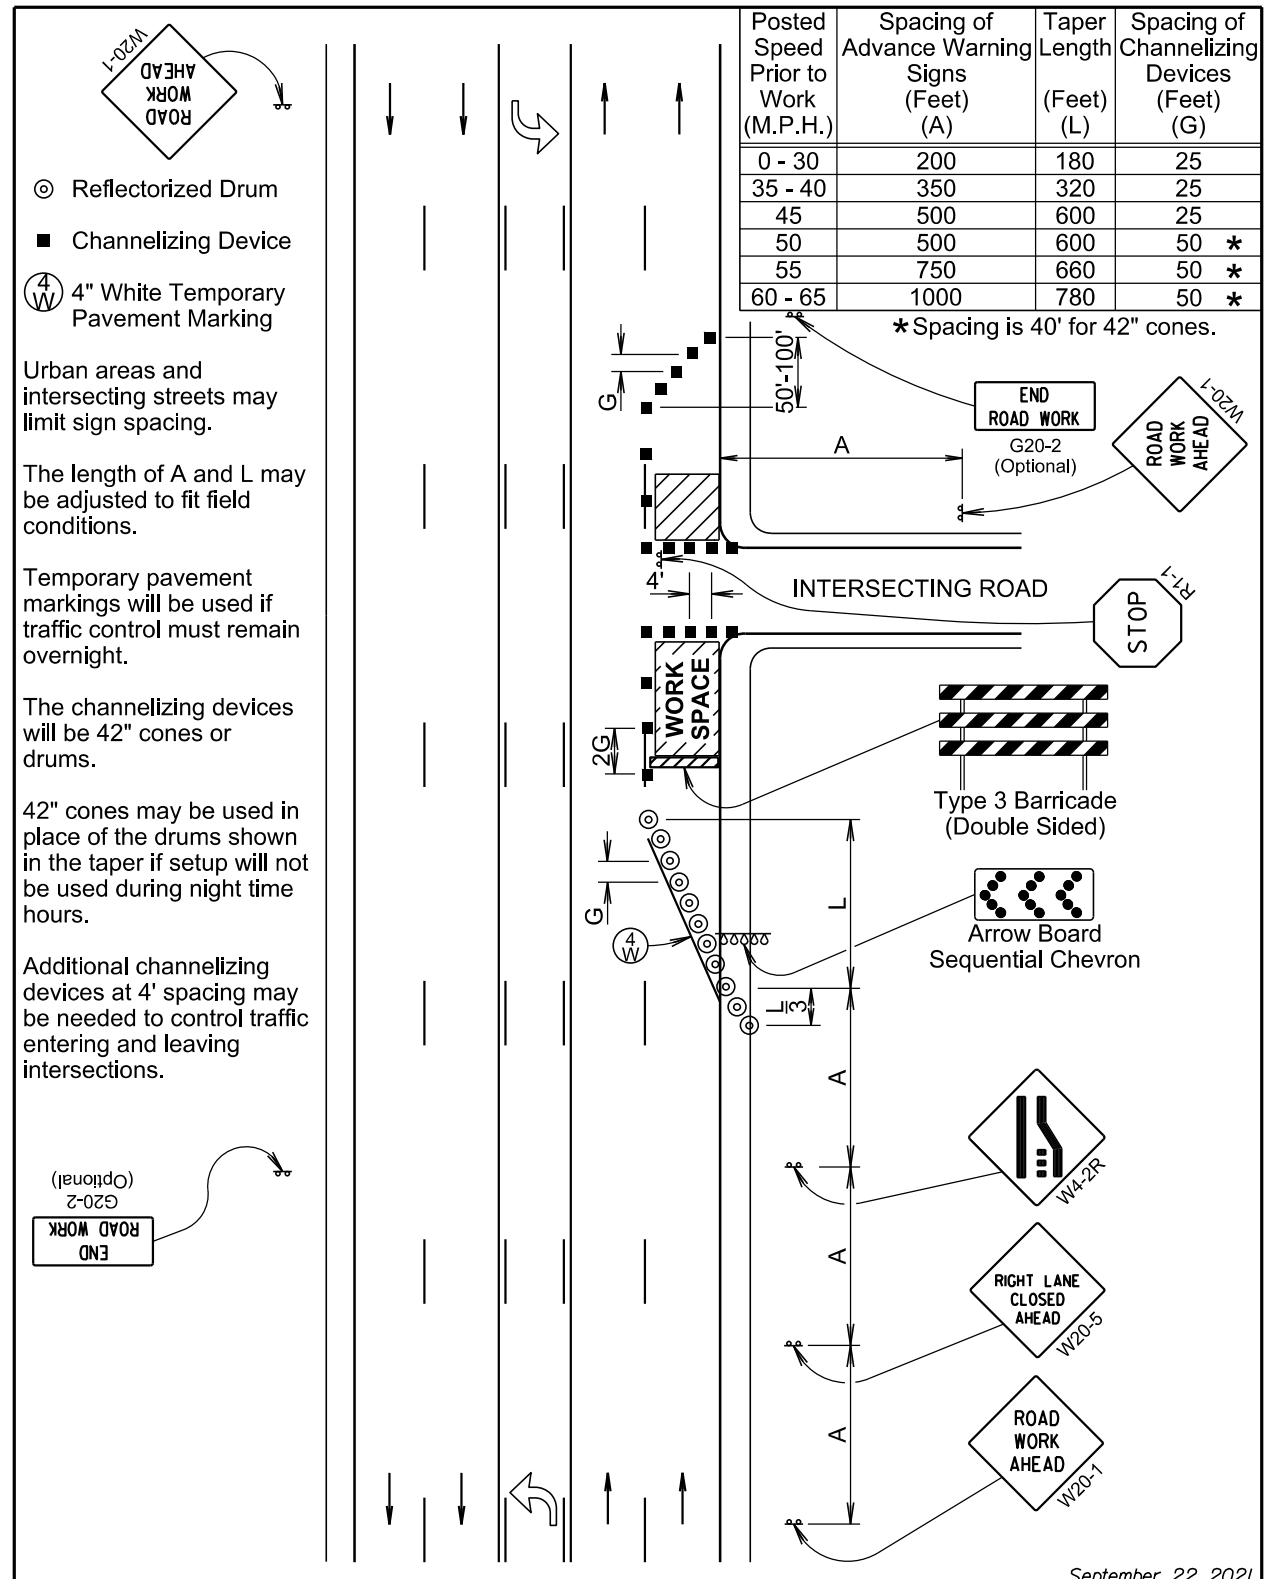 Posted Speed Prior to Work (M.P.H.)
Spacing of Advance Warning Signs (Feet) (A)
Taper Length (Feet) (L)
Spacing of Channelizing Devices (Feet) (G)
0 - 30 200 180 25
35 - 40 350 320 25
45 500 600 25
50 500 600 50 *
55 750 660 50 *
60 - 65 1000 780 50 *
*Spacing is 40' for 42" cones.
W20-1
ROAD
WORK
AHEAD
Reflectorized Drum
Channelizing Device
4
W
4" White Temporary
Pavement Marking
Urban areas and
intersecting streets may
limit sign spacing.
The length of A and L may
be adjusted to fit field
conditions.
Temporary pavement
markings will be used if
traffic control must remain
overnight.
The channelizing devices
will be 42" cones or
drums.
42" cones may be used in
place of the drums shown
in the taper if setup will not
be used during night time
hours.
Additional channelizing
devices at 4' spacing may
be needed to control traffic
entering and leaving
intersections.
END
ROAD WORK
G20-2
(Optional)
G
50'-100'
END
ROAD WORK
G20-2
(Optional)
ROAD
WORK
AHEAD
W20-1
A
4'
INTERSECTING ROAD
STOP
R1-1
WORK
SPACE
2G
Type 3 Barricade
(Double Sided)
G
4
W
L
Arrow Board
Sequential Chevron
L
3
A
W4-2R
A
RIGHT LANE
CLOSED
AHEAD
W20-5
A
ROAD
WORK
AHEAD
W20-1
September 22, 2021